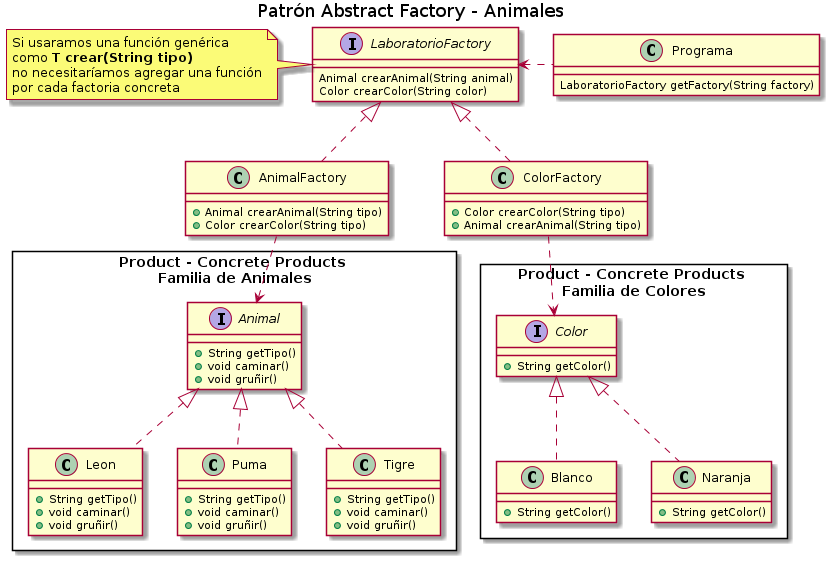 Patrón Abstract Factory - Animales
Si usaramos una función genérica
como T crear(String tipo)
no necesitaríamos agregar una función
por cada factoria concreta
I LaboratorioFactory
Animal crearAnimal(String animal)
Color crearColor(String color)
C Programa
LaboratorioFactory getFactory(String factory)
C AnimalFactory
Animal crearAnimal(String tipo)
Color crearColor(String tipo)
C ColorFactory
Color crearColor(String tipo)
Animal crearAnimal(String tipo)
Product - Concrete Products
Familia de Animales
I Animal
String getTipo()
void caminar()
void gruñir()
C Leon
String getTipo()
void caminar()
void gruñir()
C Puma
String getTipo()
void caminar()
void gruñir()
C Tigre
String getTipo()
void caminar()
void gruñir()
Product - Concrete Products
Familia de Colores
I Color
String getColor()
C Blanco
String getColor()
C Naranja
String getColor()